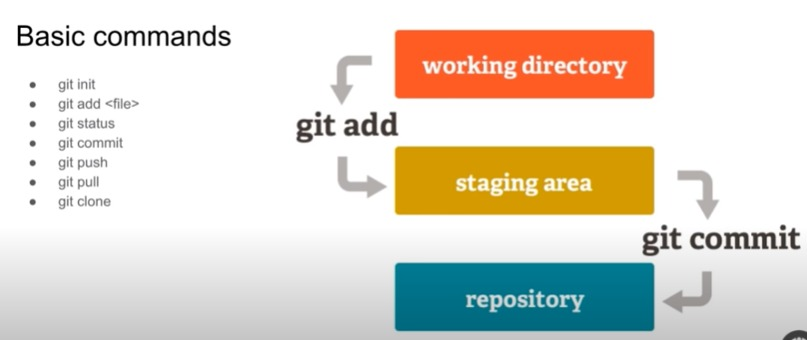 Basic commands
git init
git add <file>
git status
git commit
git push
git pull
git clone
working directory
git add
staging area
git commit
repository